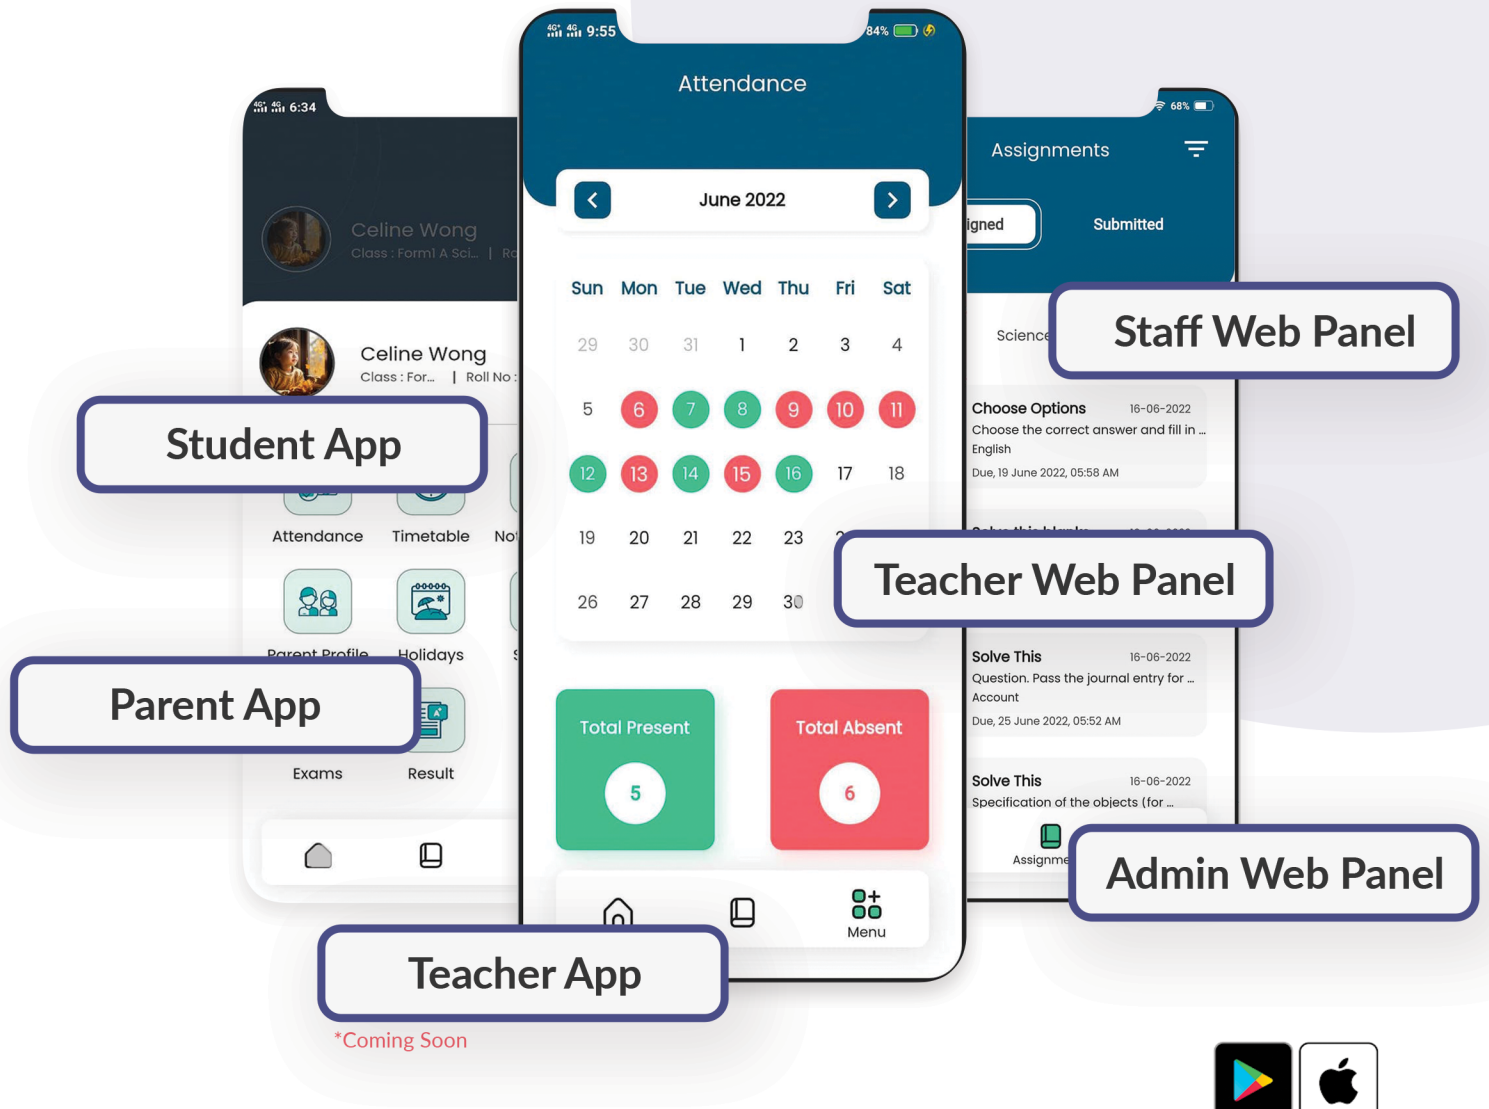 4G+ 4G 9:55
84%
Attendance
4G+ 4G 6:34
68%
Assignments
June 2022
Celine Wong
Class : Form1 A Sci... |
Submitted
Sun Mon Tue Wed Thu Fri Sat
29 30 31 1 2 3 4
5 6 7 8 9 10 11
12 13 14 15 16 17 18
19 20 21 22 23
26 27 28 29 30
Staff Web Panel
Science
Celine Wong
Class : For... | Roll No :
Student App
Choose Options 16-06-2022
Choose the correct answer and fill in ...
English
Due, 19 June 2022, 05:58 AM
Attendance Timetable
Teacher Web Panel
Parent Profile Holidays
Solve This 16-06-2022
Question. Pass the journal entry for ...
Account
Due, 25 June 2022, 05:52 AM
Parent App
Total Present
5
Total Absent
6
Exams Result
Solve This 16-06-2022
Specification of the objects (for ...
Admin Web Panel
Menu
Teacher App
*Coming Soon